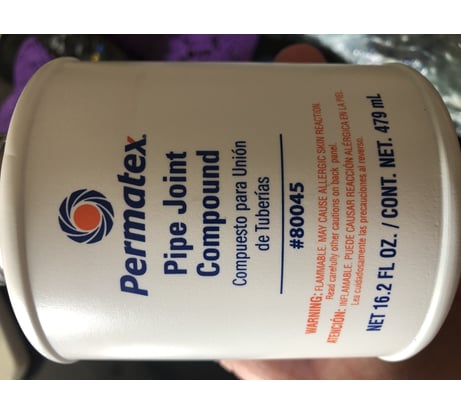 Permatex
Pipe Joint
Compound
Compuesto para Unión
de Tuberías
#80045
WARNING: FLAMMABLE. MAY CAUSE ALLERGIC SKIN REACTION.
Read carefully other cautions on back panel.
ATENCIÓN: INFLAMABLE. PUEDE CAUSAR REACCIÓN ALÉRGICA EN LA PIEL.
Lea cuidadosamente las precauciones al reverso.
NET 16.2 FL OZ. / CONT. NET. 479 mL